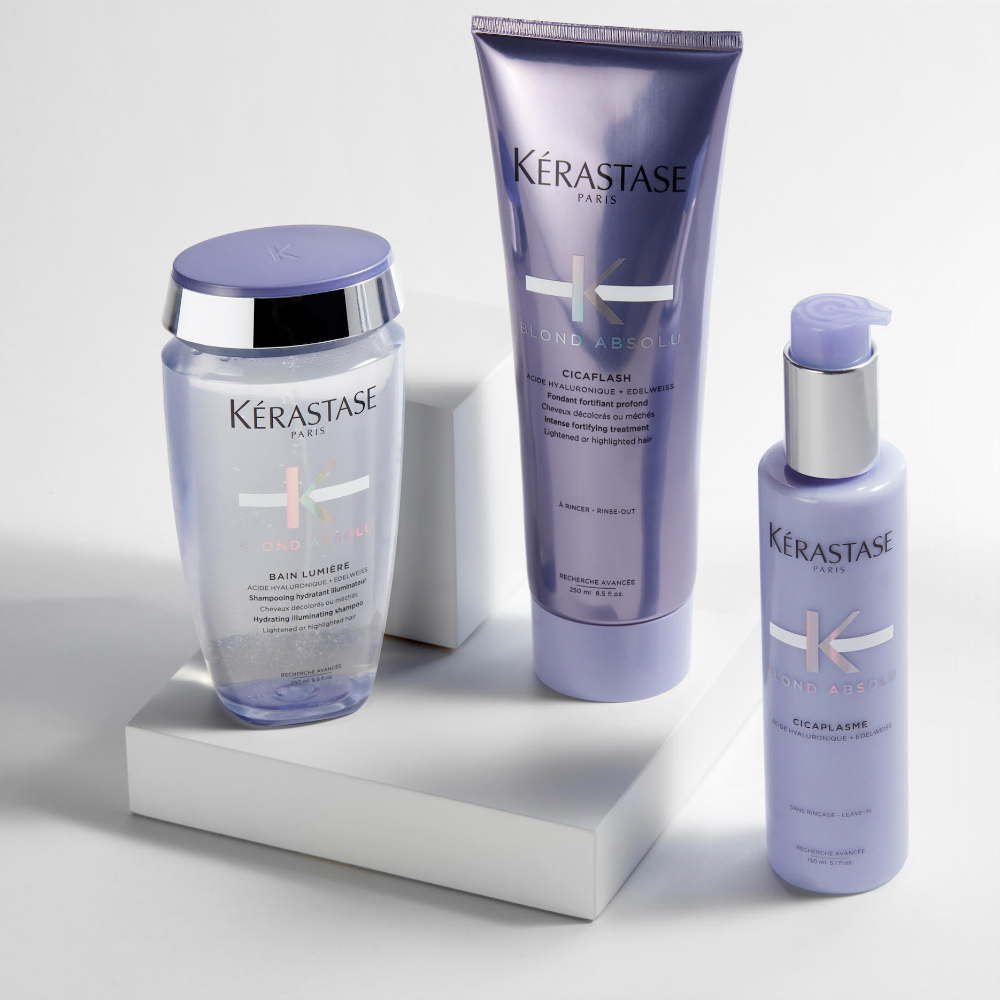 K
KÉRASTASE
PARIS
K
BLOND ABSOLU
BAIN LUMIÈRE
ACIDE HYALURONIQUE + EDELWEISS
Shampooing hydratant illuminateur
Cheveux décolorés ou méchés
Hydrating illuminating shampoo
Lightened or highlighted hair
RECHERCHE AVANCÉE
250 ml 8.5 fl.oz.
KÉRASTASE
PARIS
K
BLOND ABSOLU
CICAFLASH
ACIDE HYALURONIQUE + EDELWEISS
Fondant fortifiant profond
Cheveux décolorés ou méchés
Intense fortifying treatment
Lightened or highlighted hair
À RINCER - RINSE-OUT
RECHERCHE AVANCÉE
250 ml 8.5 fl.oz.
KÉRASTASE
PARIS
K
BLOND ABSOLU
CICAPLASME
ACIDE HYALURONIQUE + EDELWEISS
SANS RINÇAGE - LEAVE-IN
RECHERCHE AVANCÉE
150 ml 5.1 fl.oz.